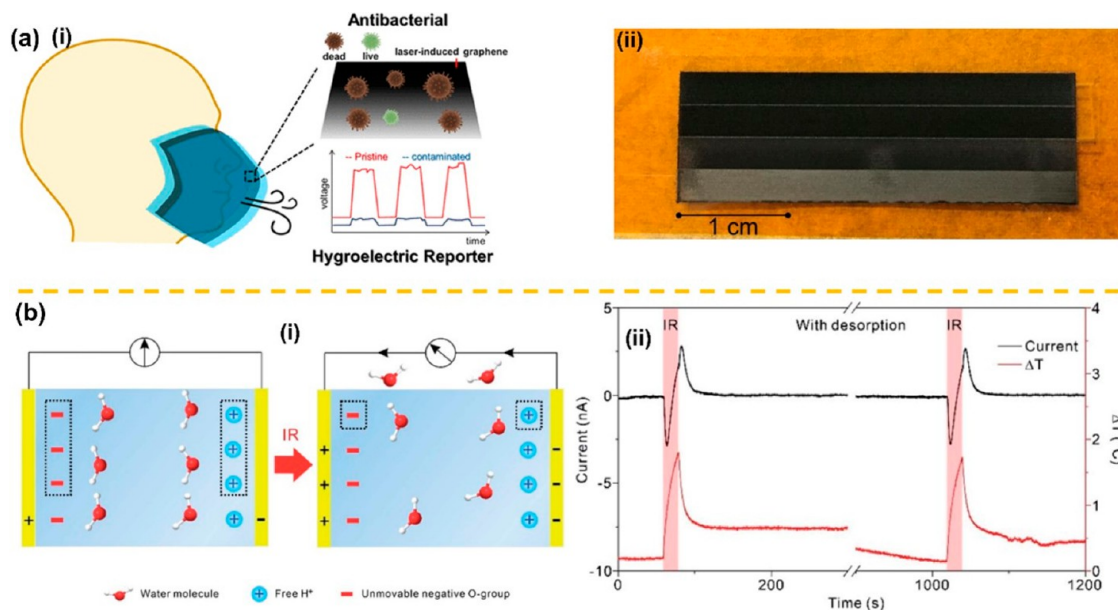 (a) (i)
Antibacterial
dead live
laser-induced graphene
-- Pristine -- contaminated
voltage
time
Hygroelectric Reporter
(ii)
1 cm
(b)
(i)
IR
+ -
Water molecule
Free H⁺
Unmovable negative O-group
(ii)
IR With desorption IR
Current
ΔT
Current (nA)
5
0
-5
-10
0 200 1000 1200
Time (s)
4
3
2
1
0